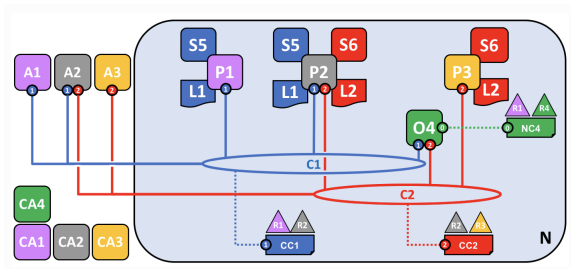 S5 S5 S6 S6
A1 A2 A3 P1 P2 P3
1 1 2 2 L1 1 L1 1 2 L2 2 L2
O4 0 0 R1 R4
NC4
1 2
C1
C2
CA4
R1 R2 R2 R3
CA1 CA2 CA3 1 CC1 2 CC2 N